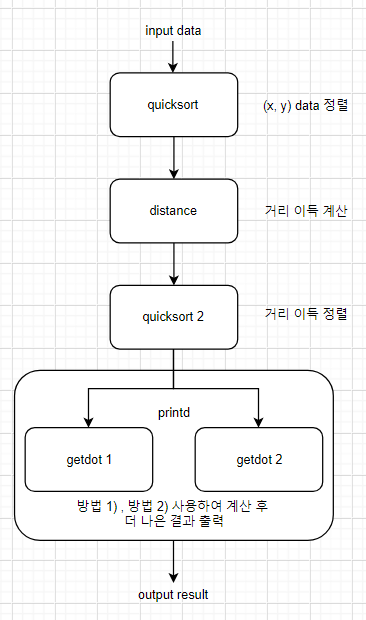 input data
quicksort
(x, y) data 정렬
distance
거리 이득 계산
quicksort 2
거리 이득 정렬
printd
getdot 1
getdot 2
방법 1) , 방법 2) 사용하여 계산 후
더 나은 결과 출력
output result